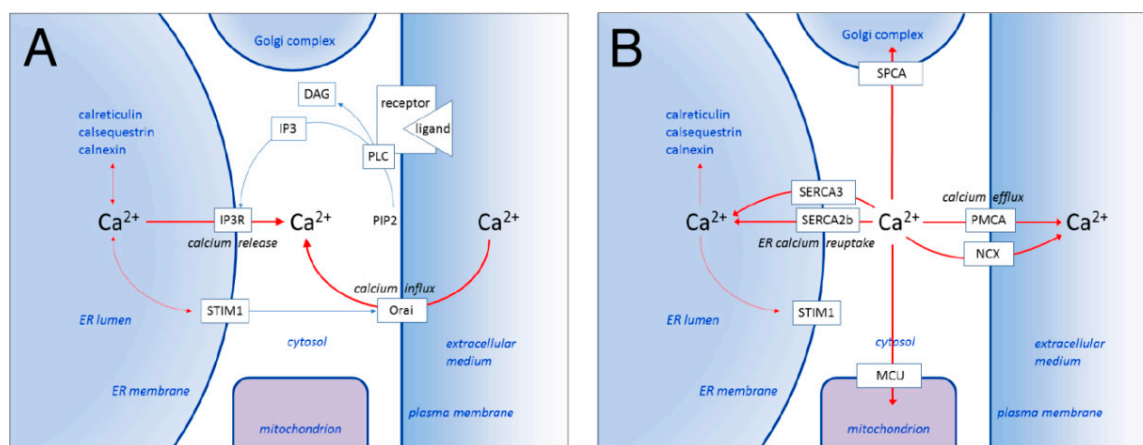 A
Golgi complex
DAG
receptor
IP3
ligand
calreticulin
calsequestrin
calnexin
PLC
Ca2+
IP3R
Ca2+
PIP2
Ca2+
calcium release
calcium influx
STIM1
Orai
ER lumen
cytosol
extracellular
medium
ER membrane
plasma membrane
mitochondrion
B
Golgi complex
SPCA
calreticulin
calsequestrin
calnexin
SERCA3
calcium efflux
Ca2+
SERCA2b
Ca2+
PMCA
Ca2+
ER calcium reuptake
NCX
STIM1
ER lumen
cytosol
extracellular
medium
MCU
ER membrane
plasma membrane
mitochondrion